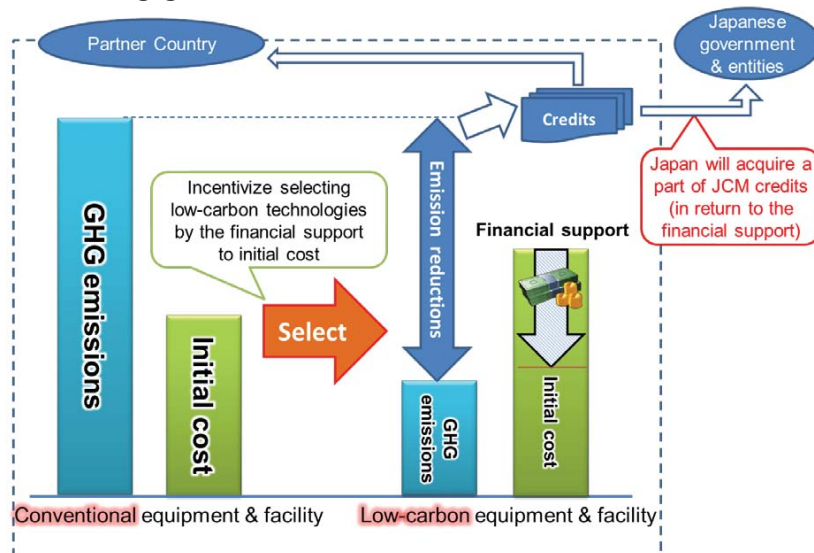 Partner Country
Japanese
government
& entities
Credits
Japan will acquire a
part of JCM credits
(in return to the
financial support)
Incentivize selecting
low-carbon technologies
by the financial support
to initial cost
GHG emissions
Initial cost
Select
Emission reductions
Financial support
GHG
emissions
Initial cost
Conventional equipment & facility
Low-carbon equipment & facility